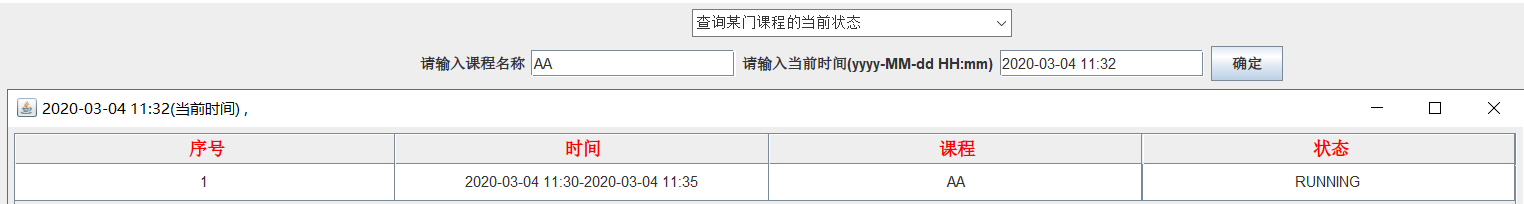 查询某门课程的当前状态
请输入课程名称 AA 请输入当前时间(yyyy-MM-dd HH:mm) 2020-03-04 11:32 确定
2020-03-04 11:32(当前时间) ,
序号 时间 课程 状态
1 2020-03-04 11:30-2020-03-04 11:35 AA RUNNING